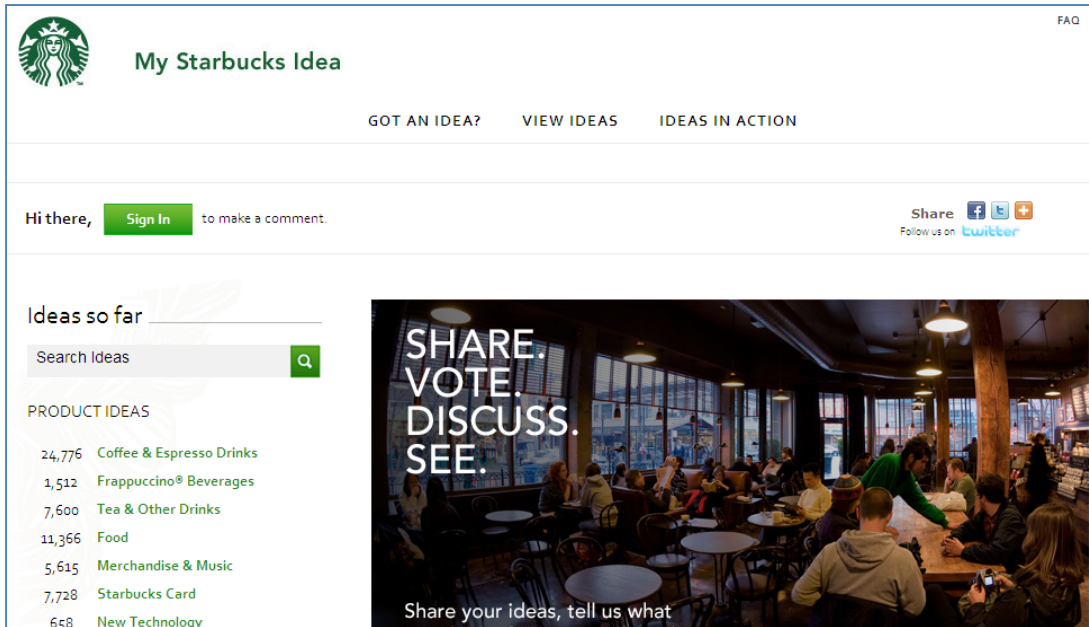 FAQ
My Starbucks Idea
GOT AN IDEA? VIEW IDEAS IDEAS IN ACTION
Hi there, Sign In to make a comment.
Share
Follow us on twitter
Ideas so far
Search Ideas
PRODUCT IDEAS
24,776 Coffee & Espresso Drinks
1,512 Frappuccino® Beverages
7,600 Tea & Other Drinks
11,366 Food
5,615 Merchandise & Music
7,728 Starbucks Card
658 New Technology
SHARE.
VOTE.
DISCUSS.
SEE.
Share your ideas, tell us what